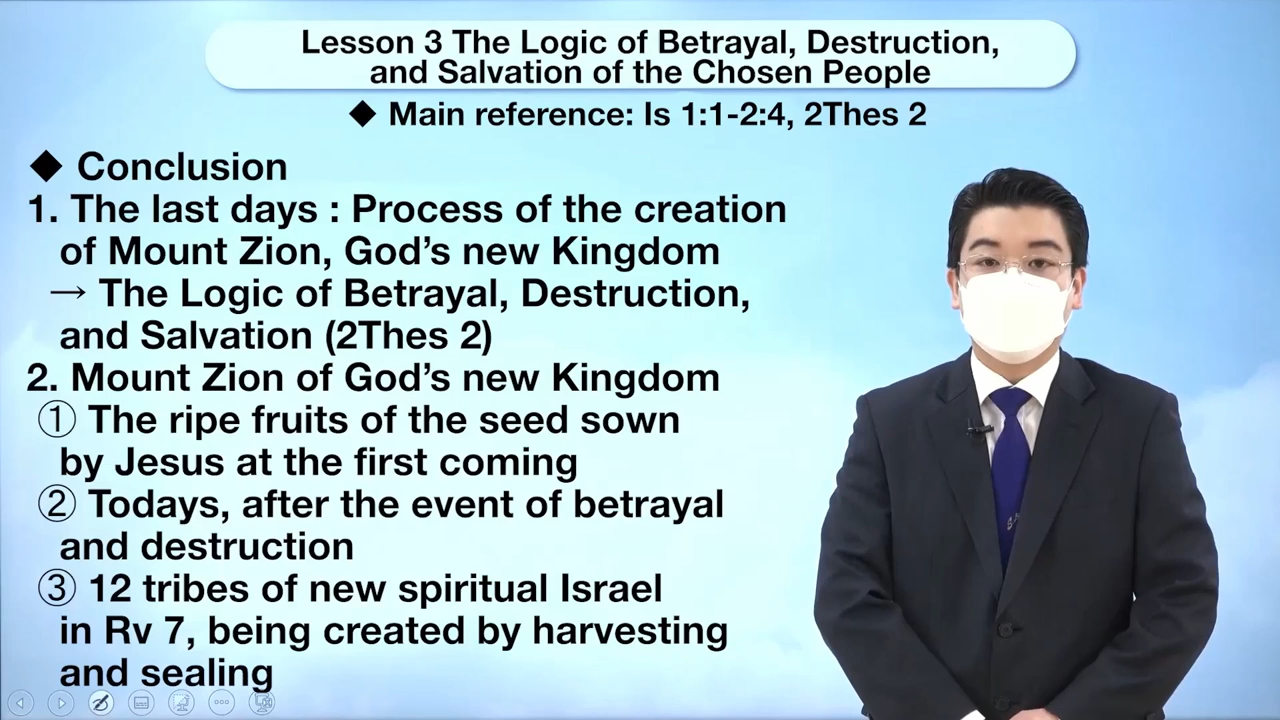 Lesson 3 The Logic of Betrayal, Destruction,
and Salvation of the Chosen People
◆ Main reference: Is 1:1-2:4, 2Thes 2
◆ Conclusion
1. The last days : Process of the creation
of Mount Zion, God's new Kingdom
→ The Logic of Betrayal, Destruction,
and Salvation (2Thes 2)
2. Mount Zion of God's new Kingdom
① The ripe fruits of the seed sown
by Jesus at the first coming
② Todays, after the event of betrayal
and destruction
③ 12 tribes of new spiritual Israel
in Rv 7, being created by harvesting
and sealing